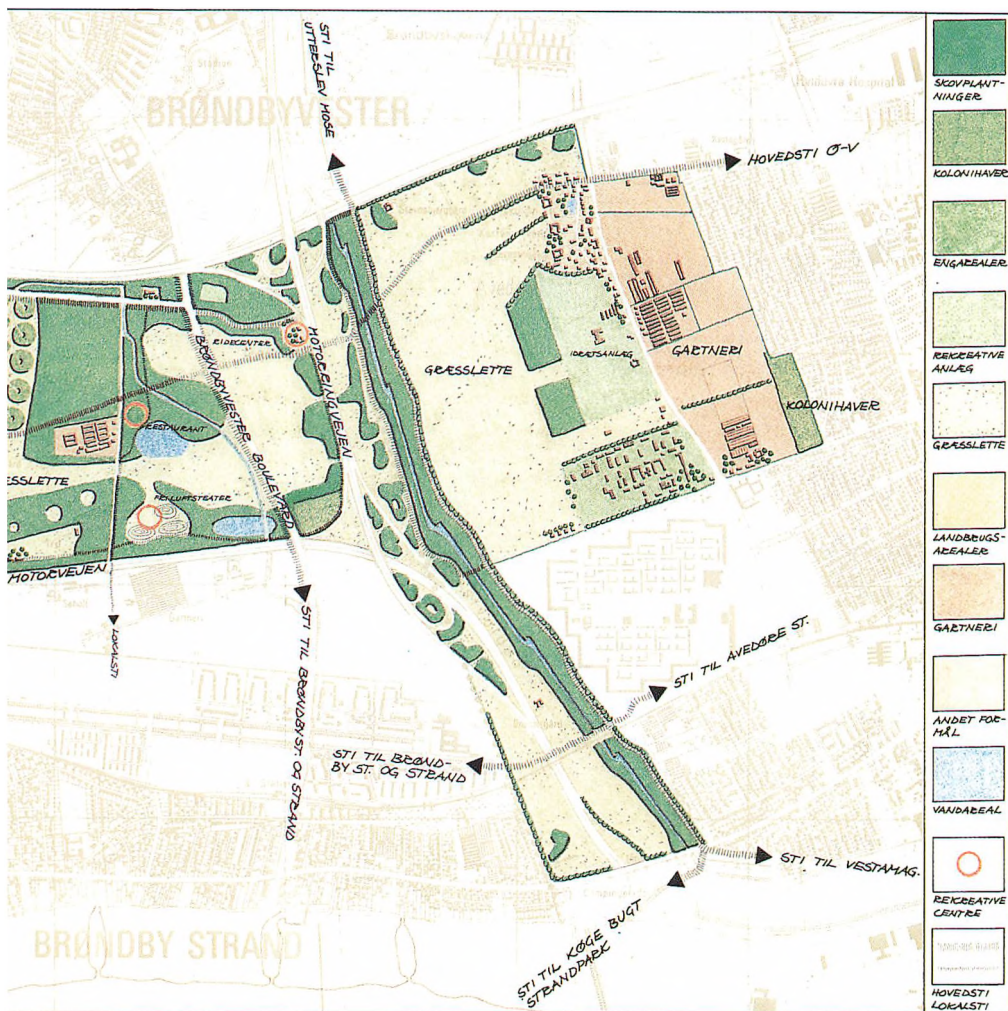 STI TIL
UTTERSLEV MOSE
BRØNDBYVESTER
HOVEDSTI Ø-V
RIDECENTER
MOTORRINGVEJEN
BRØNDBYVESTER BOULEVARD
GRÆSSLETTE
IDRÆTSANLÆG
GARTNERI
KOLONIHAVER
RESTAURANT
ESSLETTE
FRILUFTSTEATER
MOTORVEJEN
LOKALSTI
STI TIL BRØNDBY ST. OG STRAND
STI TIL AVEDØRE ST.
STI TIL BRØND-
BY ST. OG STRAND
STI TIL VESTAMAG.
STI TIL KØGE BUGT
STRANDPARK
BRØNDBY STRAND
SKOVPLANT-
NINGER
KOLONIHAVER
ENGAREALER
REKREATIVE
ANLÆG
GRÆSSLETTE
LANDBRUGS-
AREALER
GARTNERI
ANDET FOR-
MÅL
VANDAREAL
REKREATIVE
CENTRE
HOVEDSTI
LOKALSTI